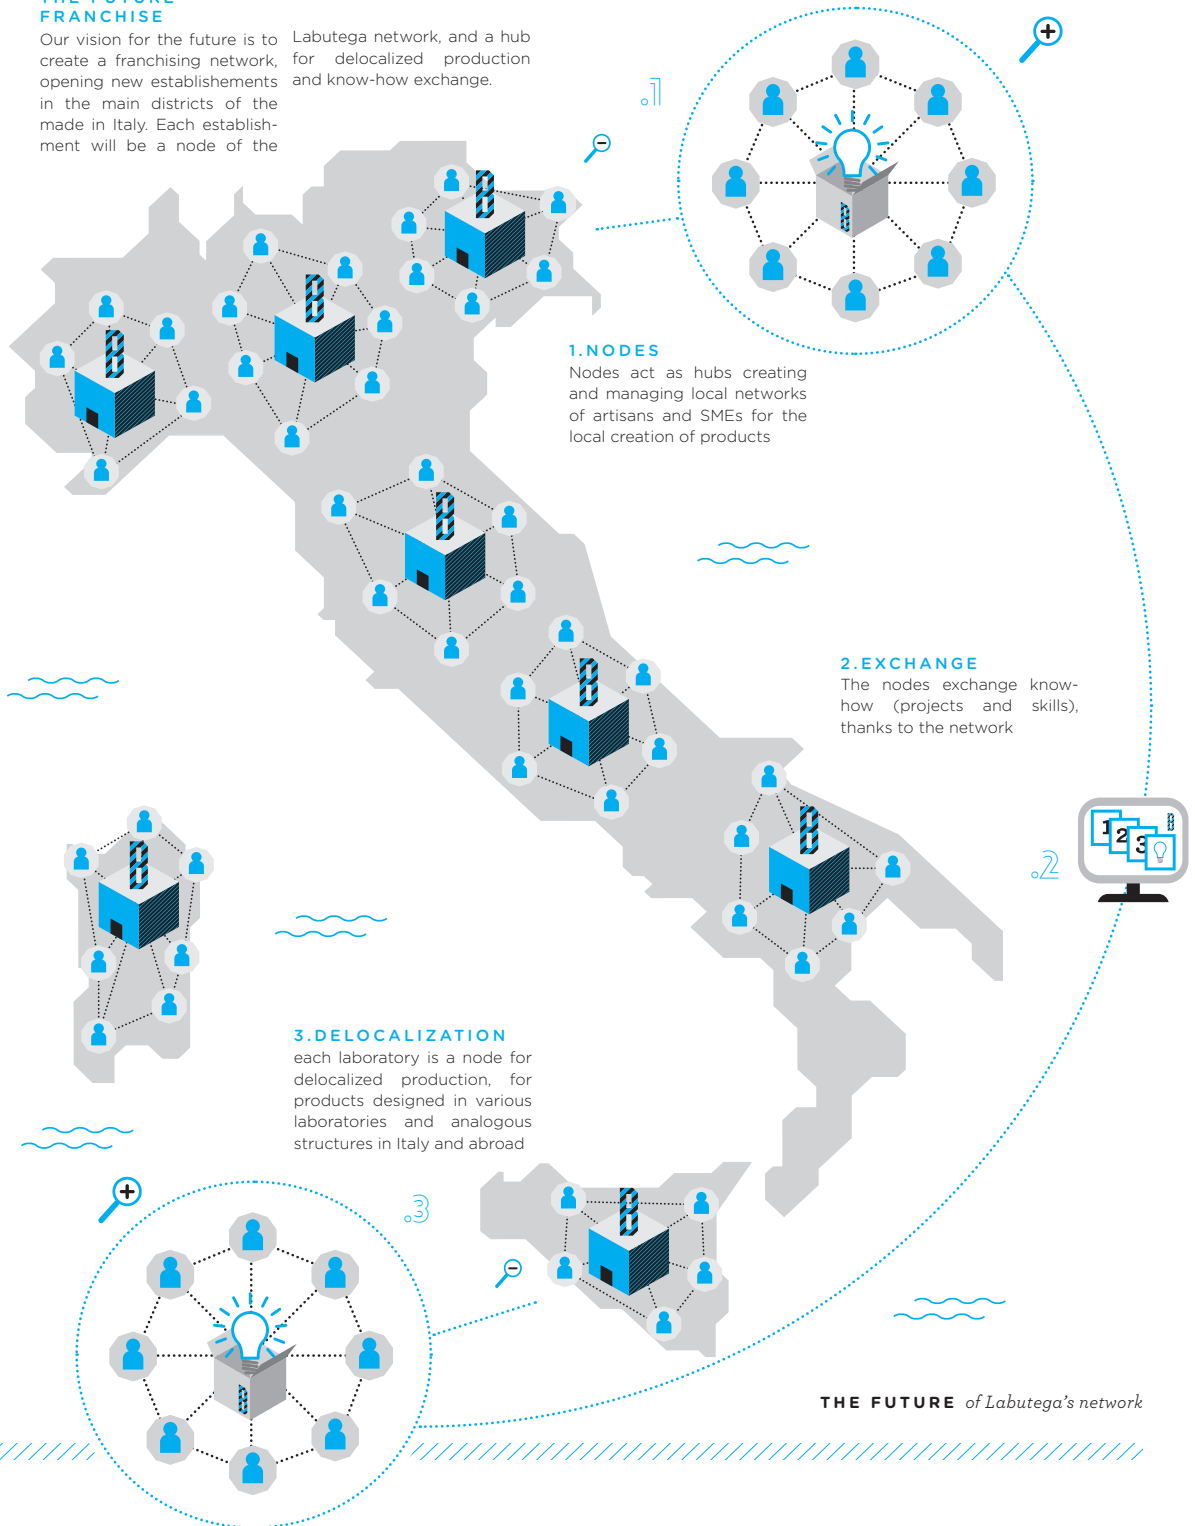 THE FUTURE
FRANCHISE
Our vision for the future is to
create a franchising network,
opening new establishements
in the main districts of the
made in Italy. Each establish-
ment will be a node of the
Labutega network, and a hub
for delocalized production
and know-how exchange.
.1
1.NODES
Nodes act as hubs creating
and managing local networks
of artisans and SMEs for the
local creation of products
2.EXCHANGE
The nodes exchange know-
how (projects and skills),
thanks to the network
.2
1
2
3
3.DELOCALIZATION
each laboratory is a node for
delocalized production, for
products designed in various
laboratories and analogous
structures in Italy and abroad
.3
THE FUTURE of Labutega's network